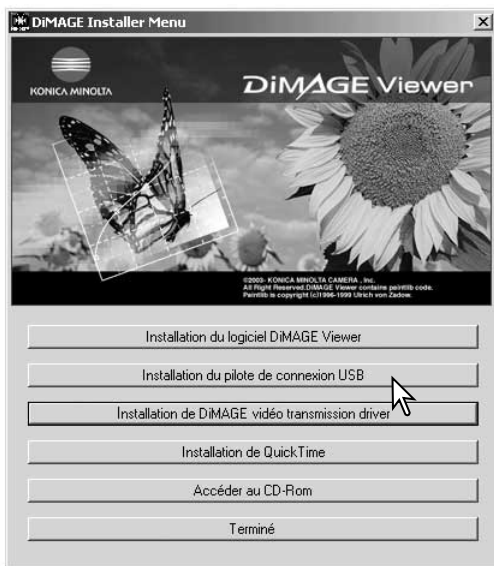 DiMAGE Installer Menu
KONICA MINOLTA
DiMAGE Viewer
©2003- KONICA MINOLTA CAMERA , Inc.
All Right Reserved.DiMAGE Viewer contains paintlib code.
Paintlib is copyright (c)1996-1999 Ulrich von Zadow.
Installation du logiciel DiMAGE Viewer
Installation du pilote de connexion USB
Installation de DiMAGE vidéo transmission driver
Installation de QuickTime
Accéder au CD-Rom
Terminé